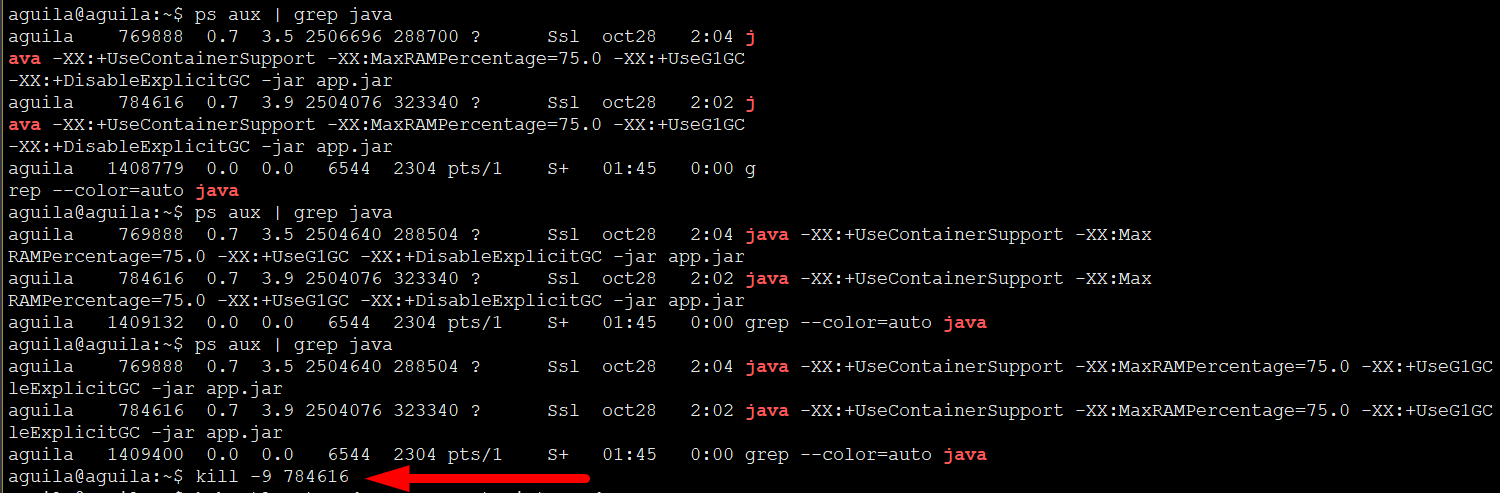 aguila@aguila:~$ ps aux | grep java
aguila 769888 0.7 3.5 2506696 288700 ? Ssl oct28 2:04 j
ava -XX:+UseContainerSupport -XX:MaxRAMPercentage=75.0 -XX:+UseG1GC
-XX:+DisableExplicitGC -jar app.jar
aguila 784616 0.7 3.9 2504076 323340 ? Ssl oct28 2:02 j
ava -XX:+UseContainerSupport -XX:MaxRAMPercentage=75.0 -XX:+UseG1GC
-XX:+DisableExplicitGC -jar app.jar
aguila 1408779 0.0 0.0 6544 2304 pts/1 S+ 01:45 0:00 g
rep --color=auto java
aguila@aguila:~$ ps aux | grep java
aguila 769888 0.7 3.5 2504640 288504 ? Ssl oct28 2:04 java -XX:+UseContainerSupport -XX:Max
RAMPercentage=75.0 -XX:+UseG1GC -XX:+DisableExplicitGC -jar app.jar
aguila 784616 0.7 3.9 2504076 323340 ? Ssl oct28 2:02 java -XX:+UseContainerSupport -XX:Max
RAMPercentage=75.0 -XX:+UseG1GC -XX:+DisableExplicitGC -jar app.jar
aguila 1409132 0.0 0.0 6544 2304 pts/1 S+ 01:45 0:00 grep --color=auto java
aguila@aguila:~$ ps aux | grep java
aguila 769888 0.7 3.5 2504640 288504 ? Ssl oct28 2:04 java -XX:+UseContainerSupport -XX:MaxRAMPercentage=75.0 -XX:+UseG1GC
leExplicitGC -jar app.jar
aguila 784616 0.7 3.9 2504076 323340 ? Ssl oct28 2:02 java -XX:+UseContainerSupport -XX:MaxRAMPercentage=75.0 -XX:+UseG1GC
leExplicitGC -jar app.jar
aguila 1409400 0.0 0.0 6544 2304 pts/1 S+ 01:45 0:00 grep --color=auto java
aguila@aguila:~$ kill -9 784616